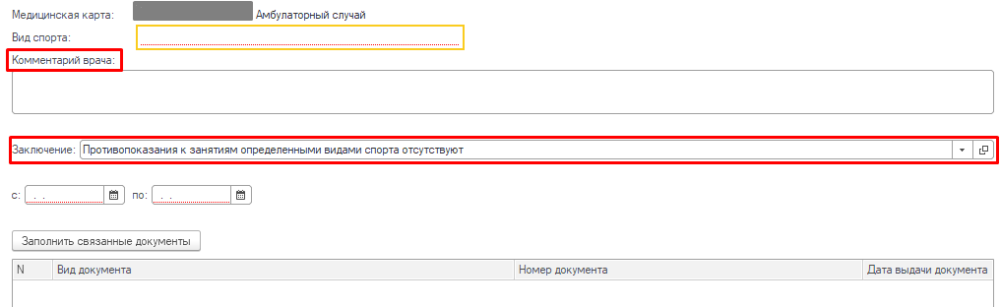 Медицинская карта: Амбулаторный случай
Вид спорта:
Комментарий врача:
Заключение: Противопоказания к занятиям определенными видами спорта отсутствуют
с: . . по: . .
Заполнить связанные документы
N Вид документа Номер документа Дата выдачи документа